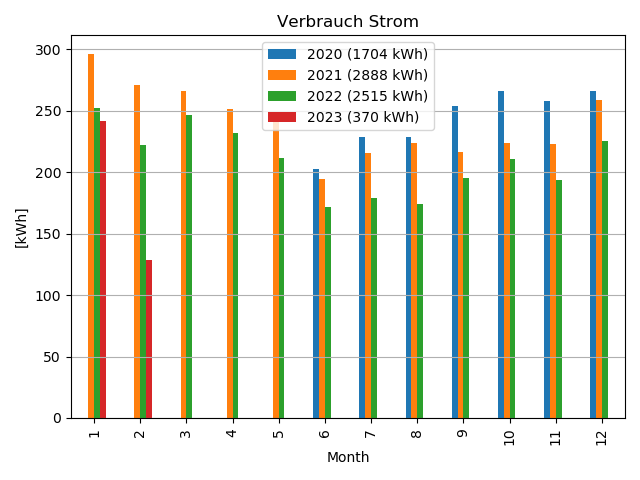 Verbrauch Strom
2020 (1704 kWh)
2021 (2888 kWh)
2022 (2515 kWh)
2023 (370 kWh)
[kWh]
300
250
200
150
100
50
0
1 2 3 4 5 6 7 8 9 10 11 12
Month